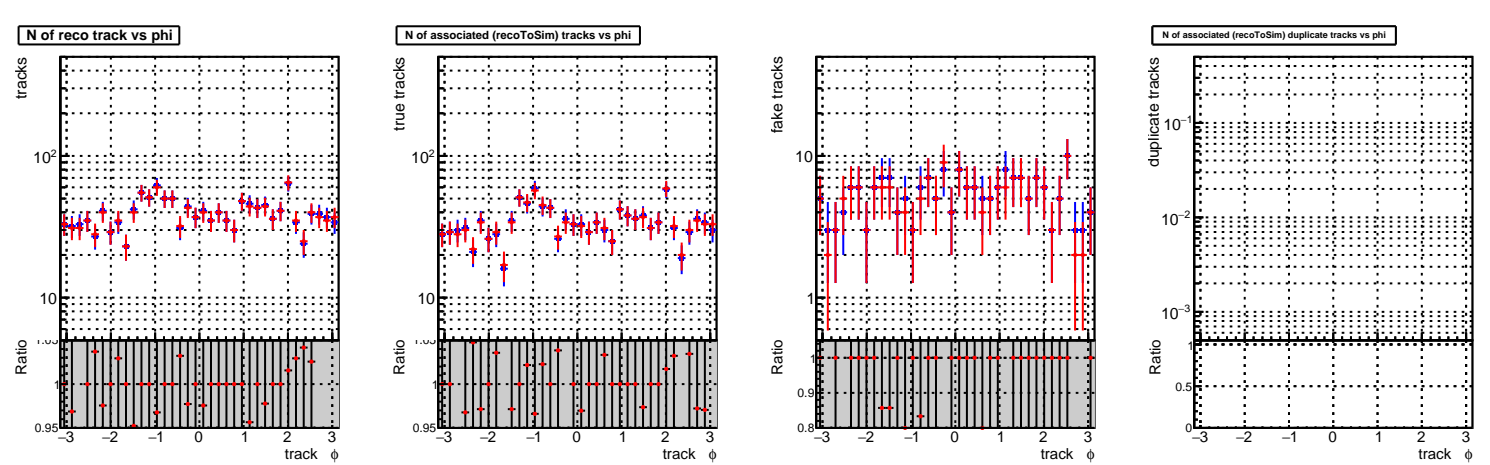 N of reco track vs phi
tracks
10²
10
Ratio
1.05
1
0.95
−3 −2 −1 0 1 2 3
track ϕ
N of associated (recoToSim) tracks vs phi
true tracks
10²
10
Ratio
1.05
1
0.95
−3 −2 −1 0 1 2 3
track ϕ
fake tracks
10
1
Ratio
1
0.9
0.8
−3 −2 −1 0 1 2 3
track ϕ
N of associated (recoToSim) duplicate tracks vs phi
duplicate tracks
10⁻¹
10⁻²
10⁻³
Ratio
1
0.5
0
−3 −2 −1 0 1 2 3
track ϕ